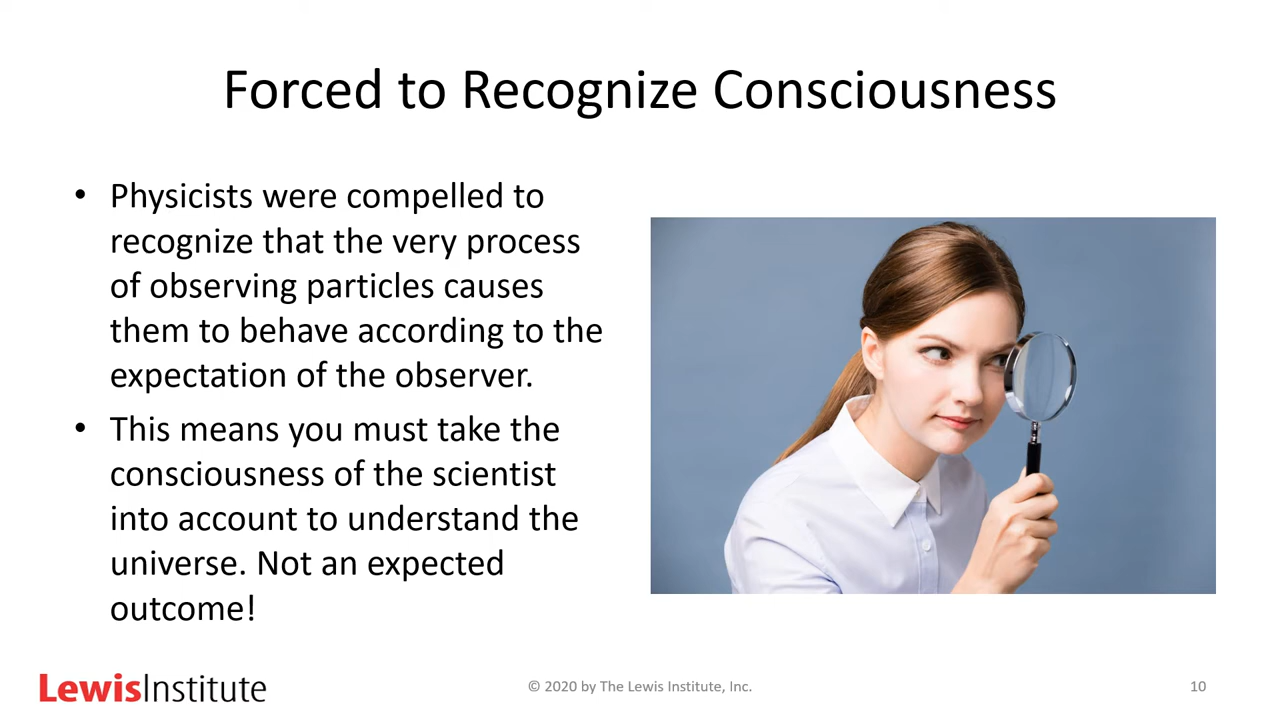 Forced to Recognize Consciousness
• Physicists were compelled to
recognize that the very process
of observing particles causes
them to behave according to the
expectation of the observer.
• This means you must take the
consciousness of the scientist
into account to understand the
universe. Not an expected
outcome!
LewisInstitute
© 2020 by The Lewis Institute, Inc.
10